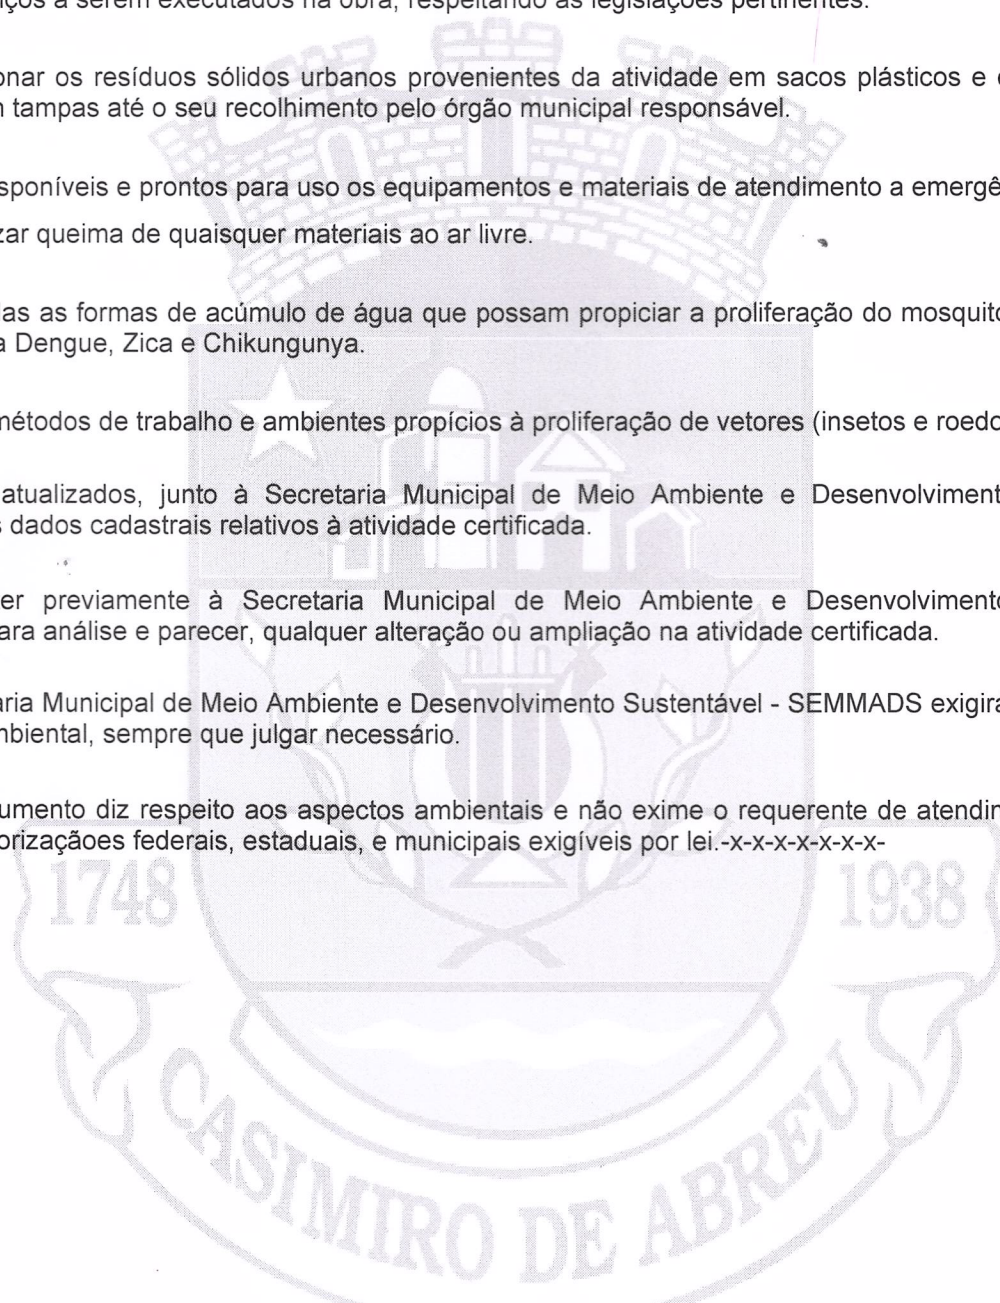 a serem executados na obra, respeitando as legislações pertinentes.
os resíduos sólidos urbanos provenientes da atividade em sacos plásticos e
tampas até o seu recolhimento pelo órgão municipal responsável.
sponíveis e prontos para uso os equipamentos e materiais de atendimento a emergê
zar queima de quaisquer materiais ao ar livre.
as formas de acúmulo de água que possam propiciar a proliferação do mosquito
a Dengue, Zica e Chikungunya.
métodos de trabalho e ambientes propícios à proliferação de vetores (insetos e roedo
atualizados, junto à Secretaria Municipal de Meio Ambiente e Desenvolviment
s dados cadastrais relativos à atividade certificada.
er previamente à Secretaria Municipal de Meio Ambiente e Desenvolvimento
ara análise e parecer, qualquer alteração ou ampliação na atividade certificada.
aria Municipal de Meio Ambiente e Desenvolvimento Sustentável - SEMMADS exigirá
mbiental, sempre que julgar necessário.
umento diz respeito aos aspectos ambientais e não exime o requerente de atendim
orizaçãoes federais, estaduais, e municipais exigíveis por lei.-x-x-x-x-x-x-x-
1748 1938
CASIMIRO DE ABREU